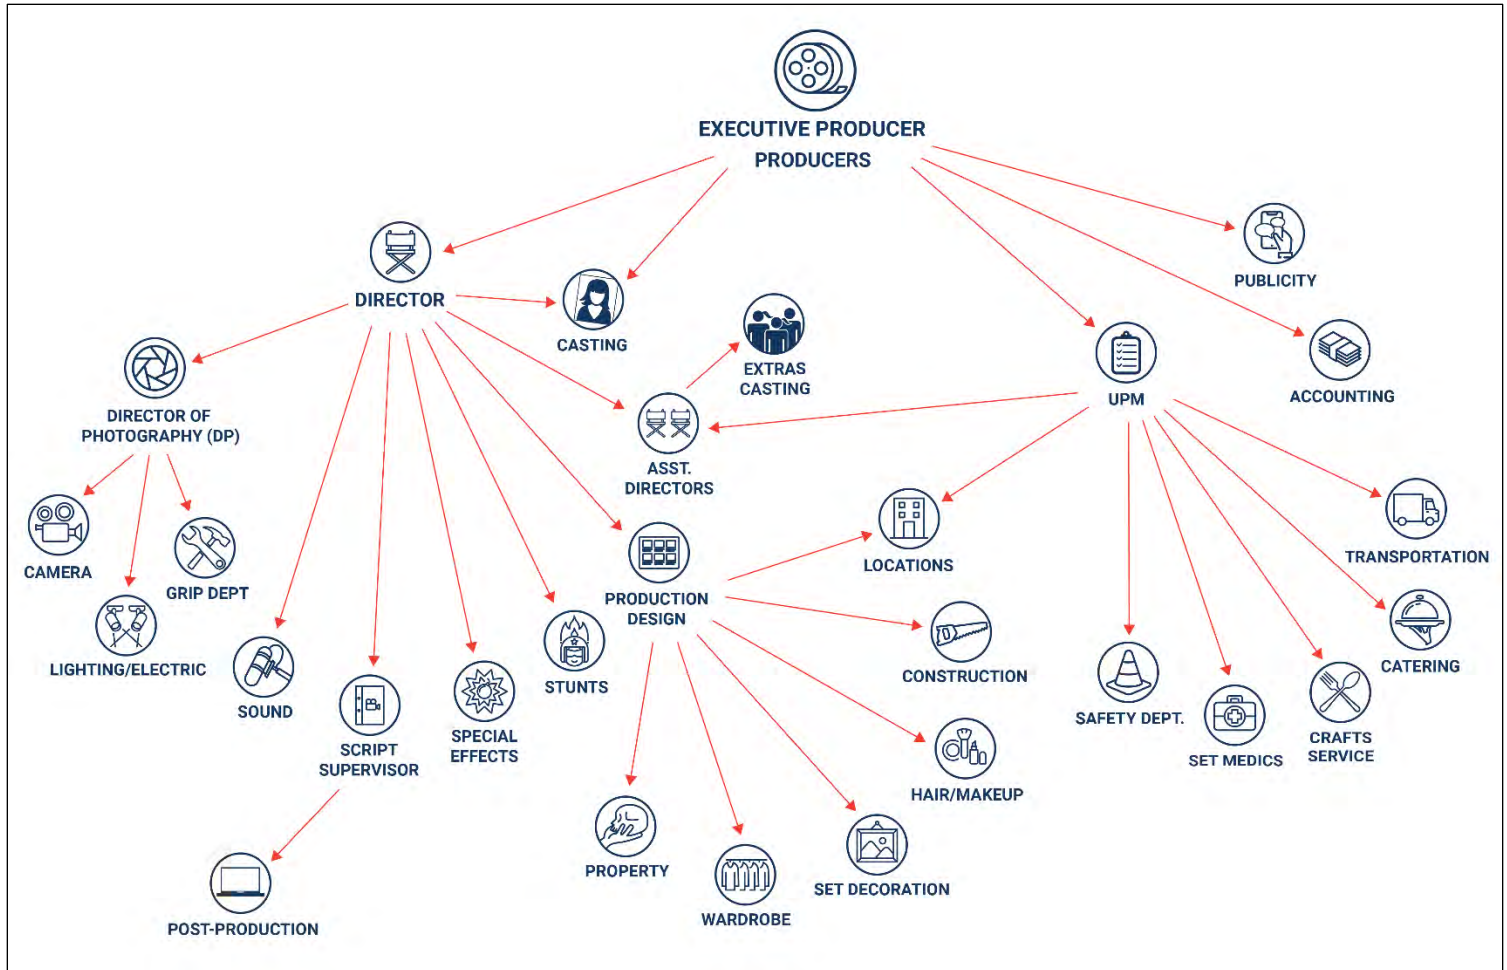 EXECUTIVE PRODUCER
PRODUCERS
PUBLICITY
DIRECTOR
CASTING
EXTRAS
CASTING
UPM
ACCOUNTING
DIRECTOR OF
PHOTOGRAPHY (DP)
ASST.
DIRECTORS
CAMERA
GRIP DEPT
LIGHTING/ELECTRIC
SOUND
SCRIPT
SUPERVISOR
SPECIAL
EFFECTS
STUNTS
PRODUCTION
DESIGN
LOCATIONS
CONSTRUCTION
HAIR/MAKEUP
SET DECORATION
WARDROBE
PROPERTY
POST-PRODUCTION
TRANSPORTATION
CATERING
CRAFTS
SERVICE
SET MEDICS
SAFETY DEPT.